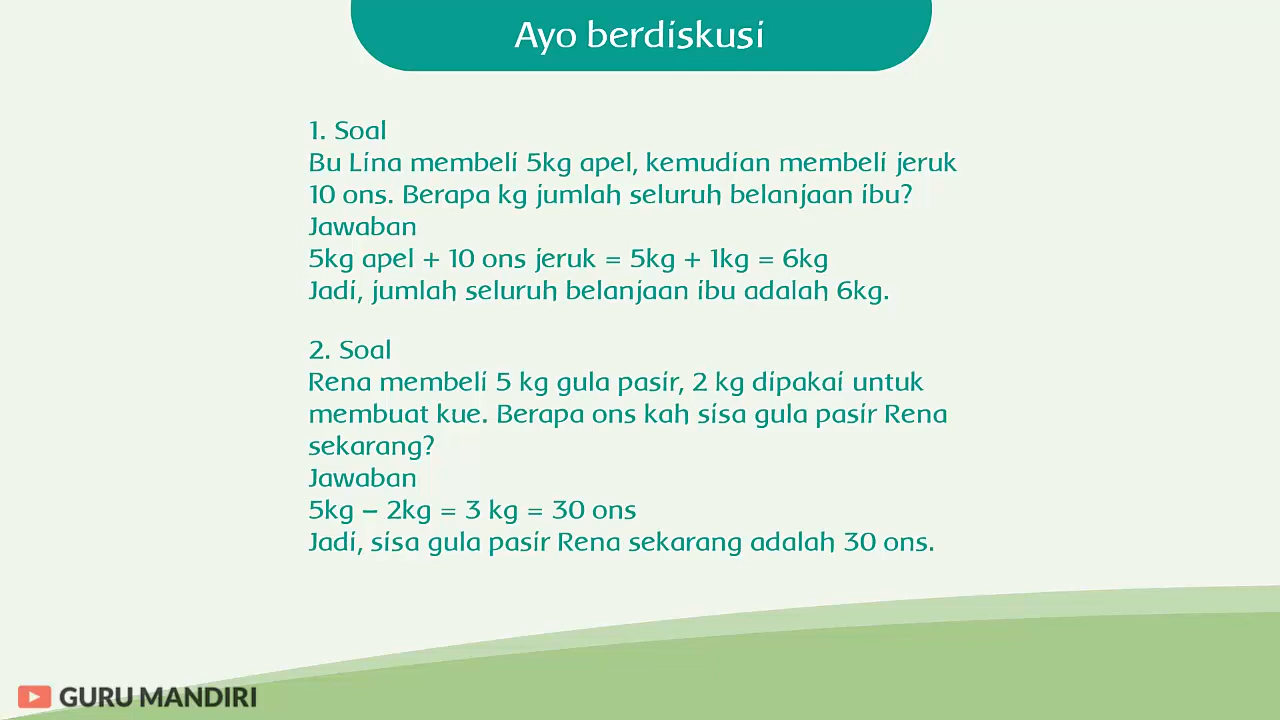 Ayo berdiskusi
1. Soal
Bu Lina membeli 5kg apel, kemudian membeli jeruk
10 ons. Berapa kg jumlah seluruh belanjaan ibu?
Jawaban
5kg apel + 10 ons jeruk = 5kg + 1kg = 6kg
Jadi, jumlah seluruh belanjaan ibu adalah 6kg.
2. Soal
Rena membeli 5 kg gula pasir, 2 kg dipakai untuk
membuat kue. Berapa ons kah sisa gula pasir Rena
sekarang?
Jawaban
5kg – 2kg = 3 kg = 30 ons
Jadi, sisa gula pasir Rena sekarang adalah 30 ons.
GURU MANDIRI